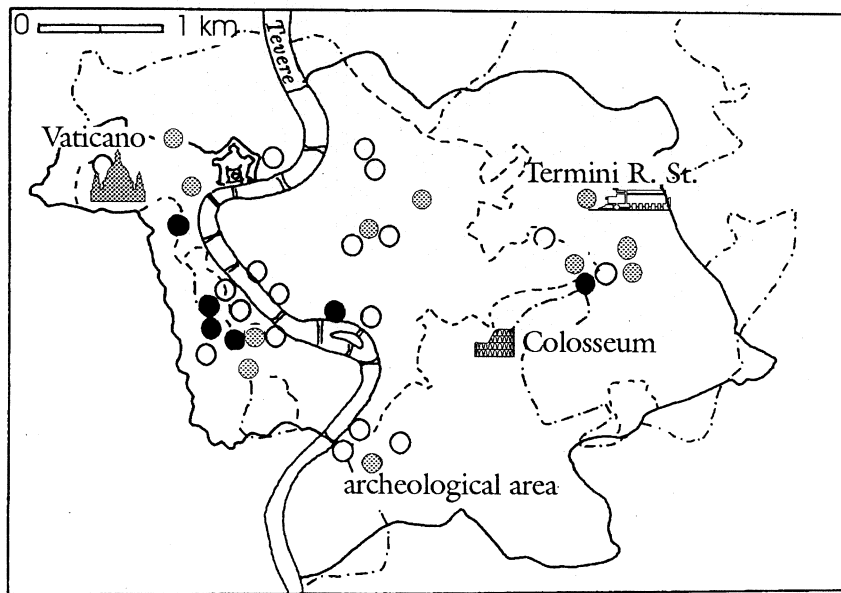 0 1 km
Tevere
Vaticano
Termini R. St.
Colosseum
archeological area